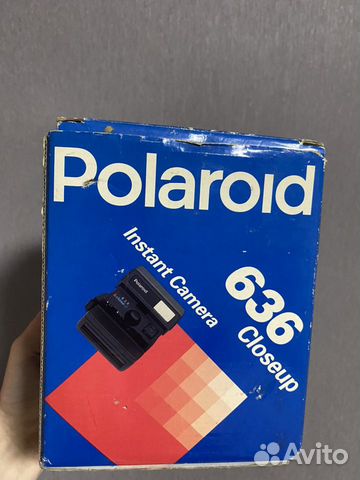 Polaroid
Instant Camera
636
Closeup
Polaroid
Avito